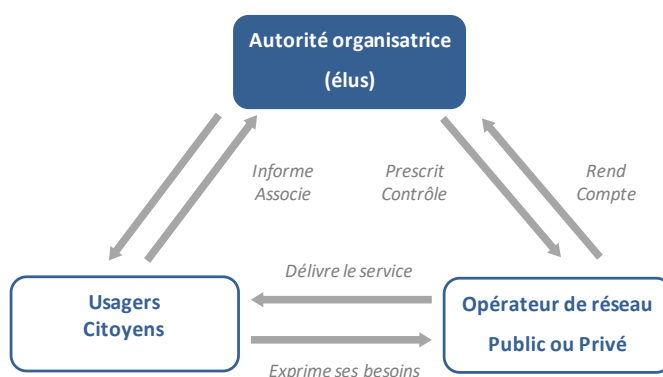 Autorité organisatrice
(élus)
Informe
Associe
Prescrit
Contrôle
Rend
Compte
Délivre le service
Usagers
Citoyens
Opérateur de réseau
Public ou Privé
Exprime ses besoins